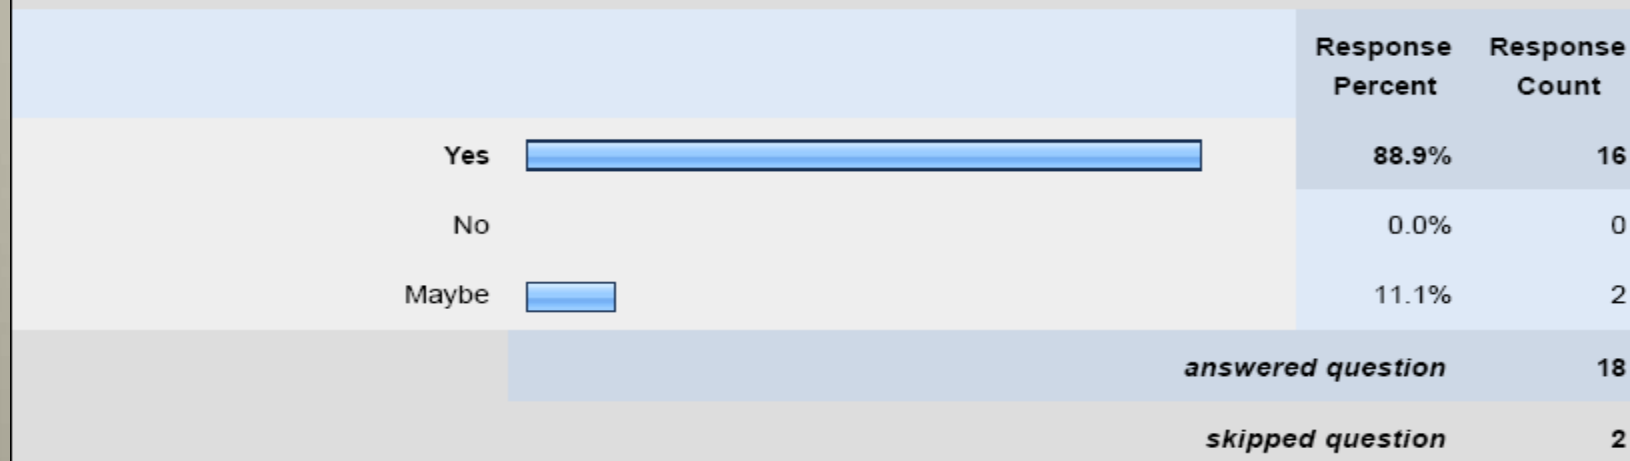 Response Response
Percent Count
Yes 88.9% 16
No 0.0% 0
Maybe 11.1% 2
answered question 18
skipped question 2